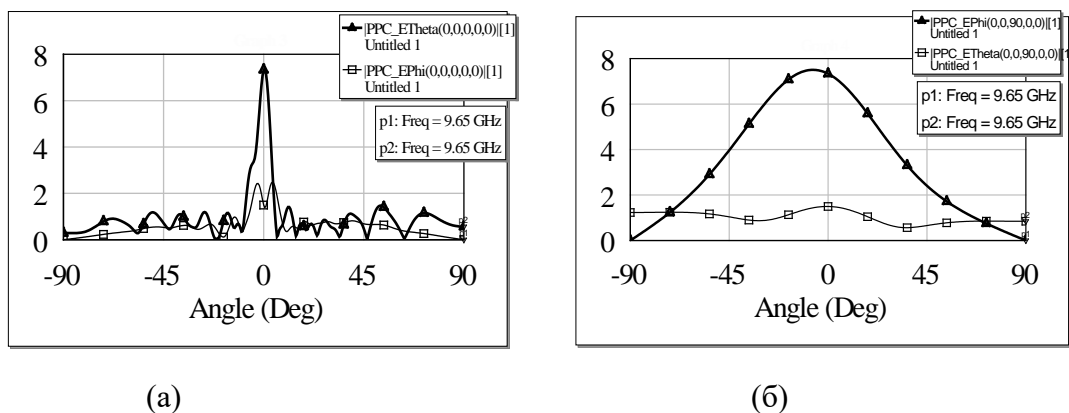 |PPC_ETheta(0,0,0,0,0)|[1]
Untitled 1
|PPC_EPhi(0,0,0,0,0)|[1]
Untitled 1
p1: Freq = 9.65 GHz
p2: Freq = 9.65 GHz
8
6
4
2
0
-90
-45
0
45
90
Angle (Deg)
(а)
|PPC_EPhi(0,0,90,0,0)|[1]
Untitled 1
|PPC_ETheta(0,0,90,0,0)|[1
Untitled 1
p1: Freq = 9.65 GHz
p2: Freq = 9.65 GHz
8
6
4
2
0
-90
-45
0
45
90
Angle (Deg)
(б)